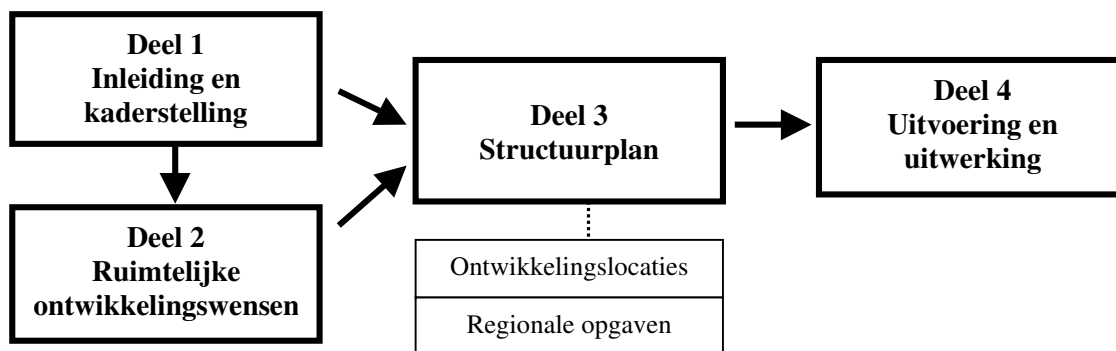 Deel 1
Inleiding en
kaderstelling
Deel 2
Ruimtelijke
ontwikkelingswensen
Deel 3
Structuurplan
Ontwikkelingslocaties
Regionale opgaven
Deel 4
Uitvoering en
uitwerking